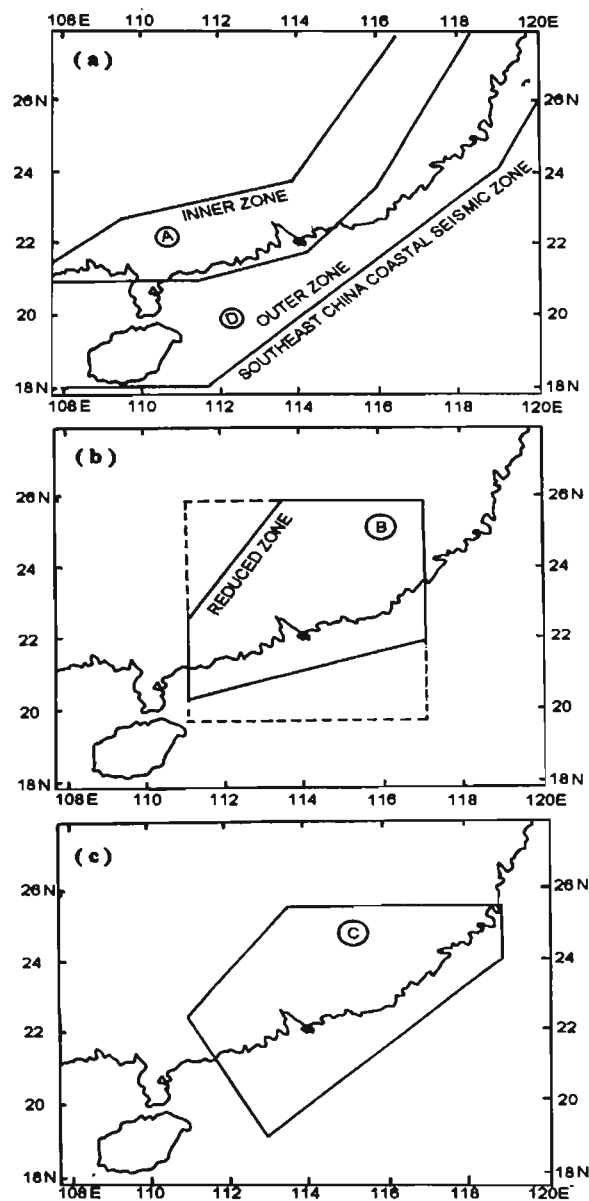 108E 110 112 114 116 118 120E
(a)
26N 26N
24 24
INNER ZONE
A
22 22
OUTER ZONE
D
SOUTHEAST CHINA COASTAL SEISMIC ZONE
20 20
18N 18N
108E 110 112 114 116 118 120E
(b)
26N 26N
B
REDUCED ZONE
24 24
22 22
20 20
18N 18N
108E 110 112 114 116 118 120E
(c)
26N 26N
C
24 24
22 22
20 20
18N 18N
108E 110 112 114 116 118 120E